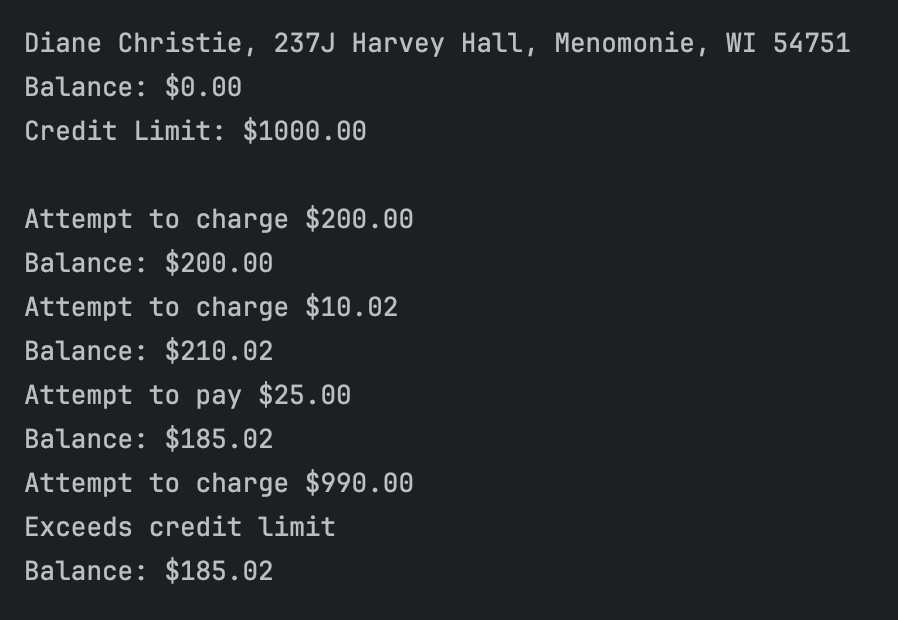 Diane Christie, 237J Harvey Hall, Menomonie, WI 54751
Balance: $0.00
Credit Limit: $1000.00

Attempt to charge $200.00
Balance: $200.00
Attempt to charge $10.02
Balance: $210.02
Attempt to pay $25.00
Balance: $185.02
Attempt to charge $990.00
Exceeds credit limit
Balance: $185.02